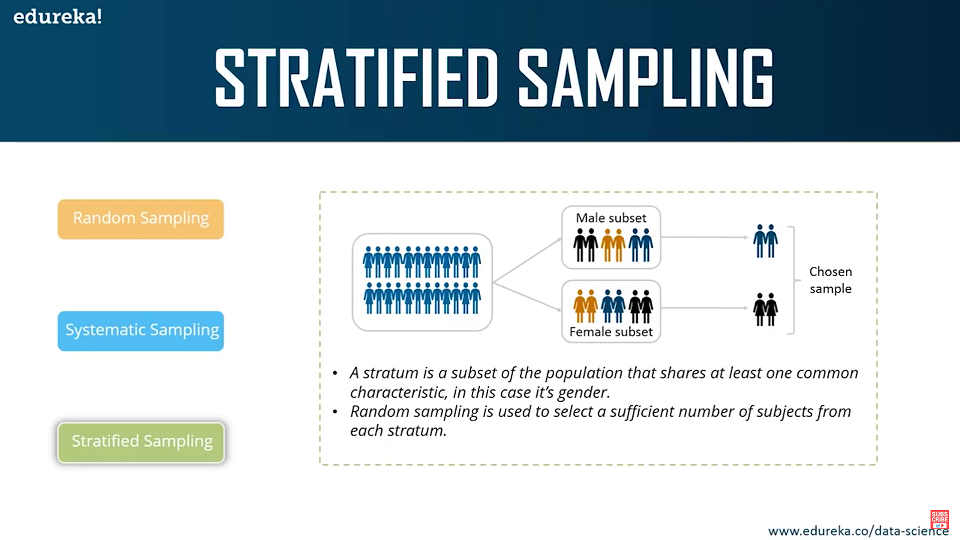 edureka!
STRATIFIED SAMPLING
Random Sampling
Systematic Sampling
Stratified Sampling
Male subset
Female subset
Chosen
sample
• A stratum is a subset of the population that shares at least one common
characteristic, in this case it's gender.
• Random sampling is used to select a sufficient number of subjects from
each stratum.
SUBS
CRIBE
www.edureka.co/data-science